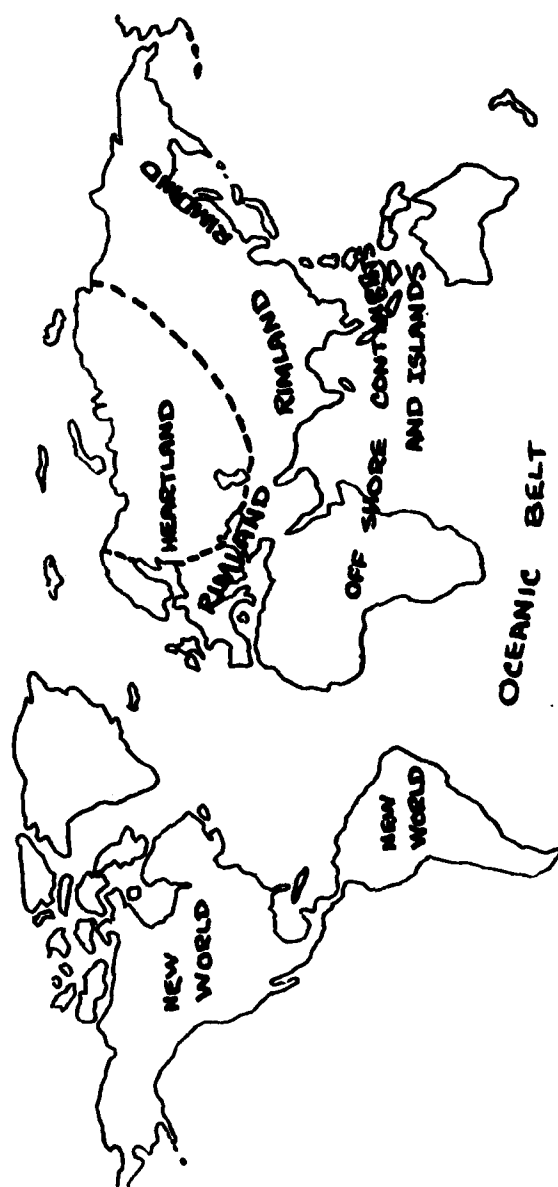 NEW
WORLD
NEW
WORLD
HEARTLAND
RIMLAND
RIMLAND
RIMLAND
OFF SHORE CONTINENTS
AND ISLANDS
OCEANIC BELT